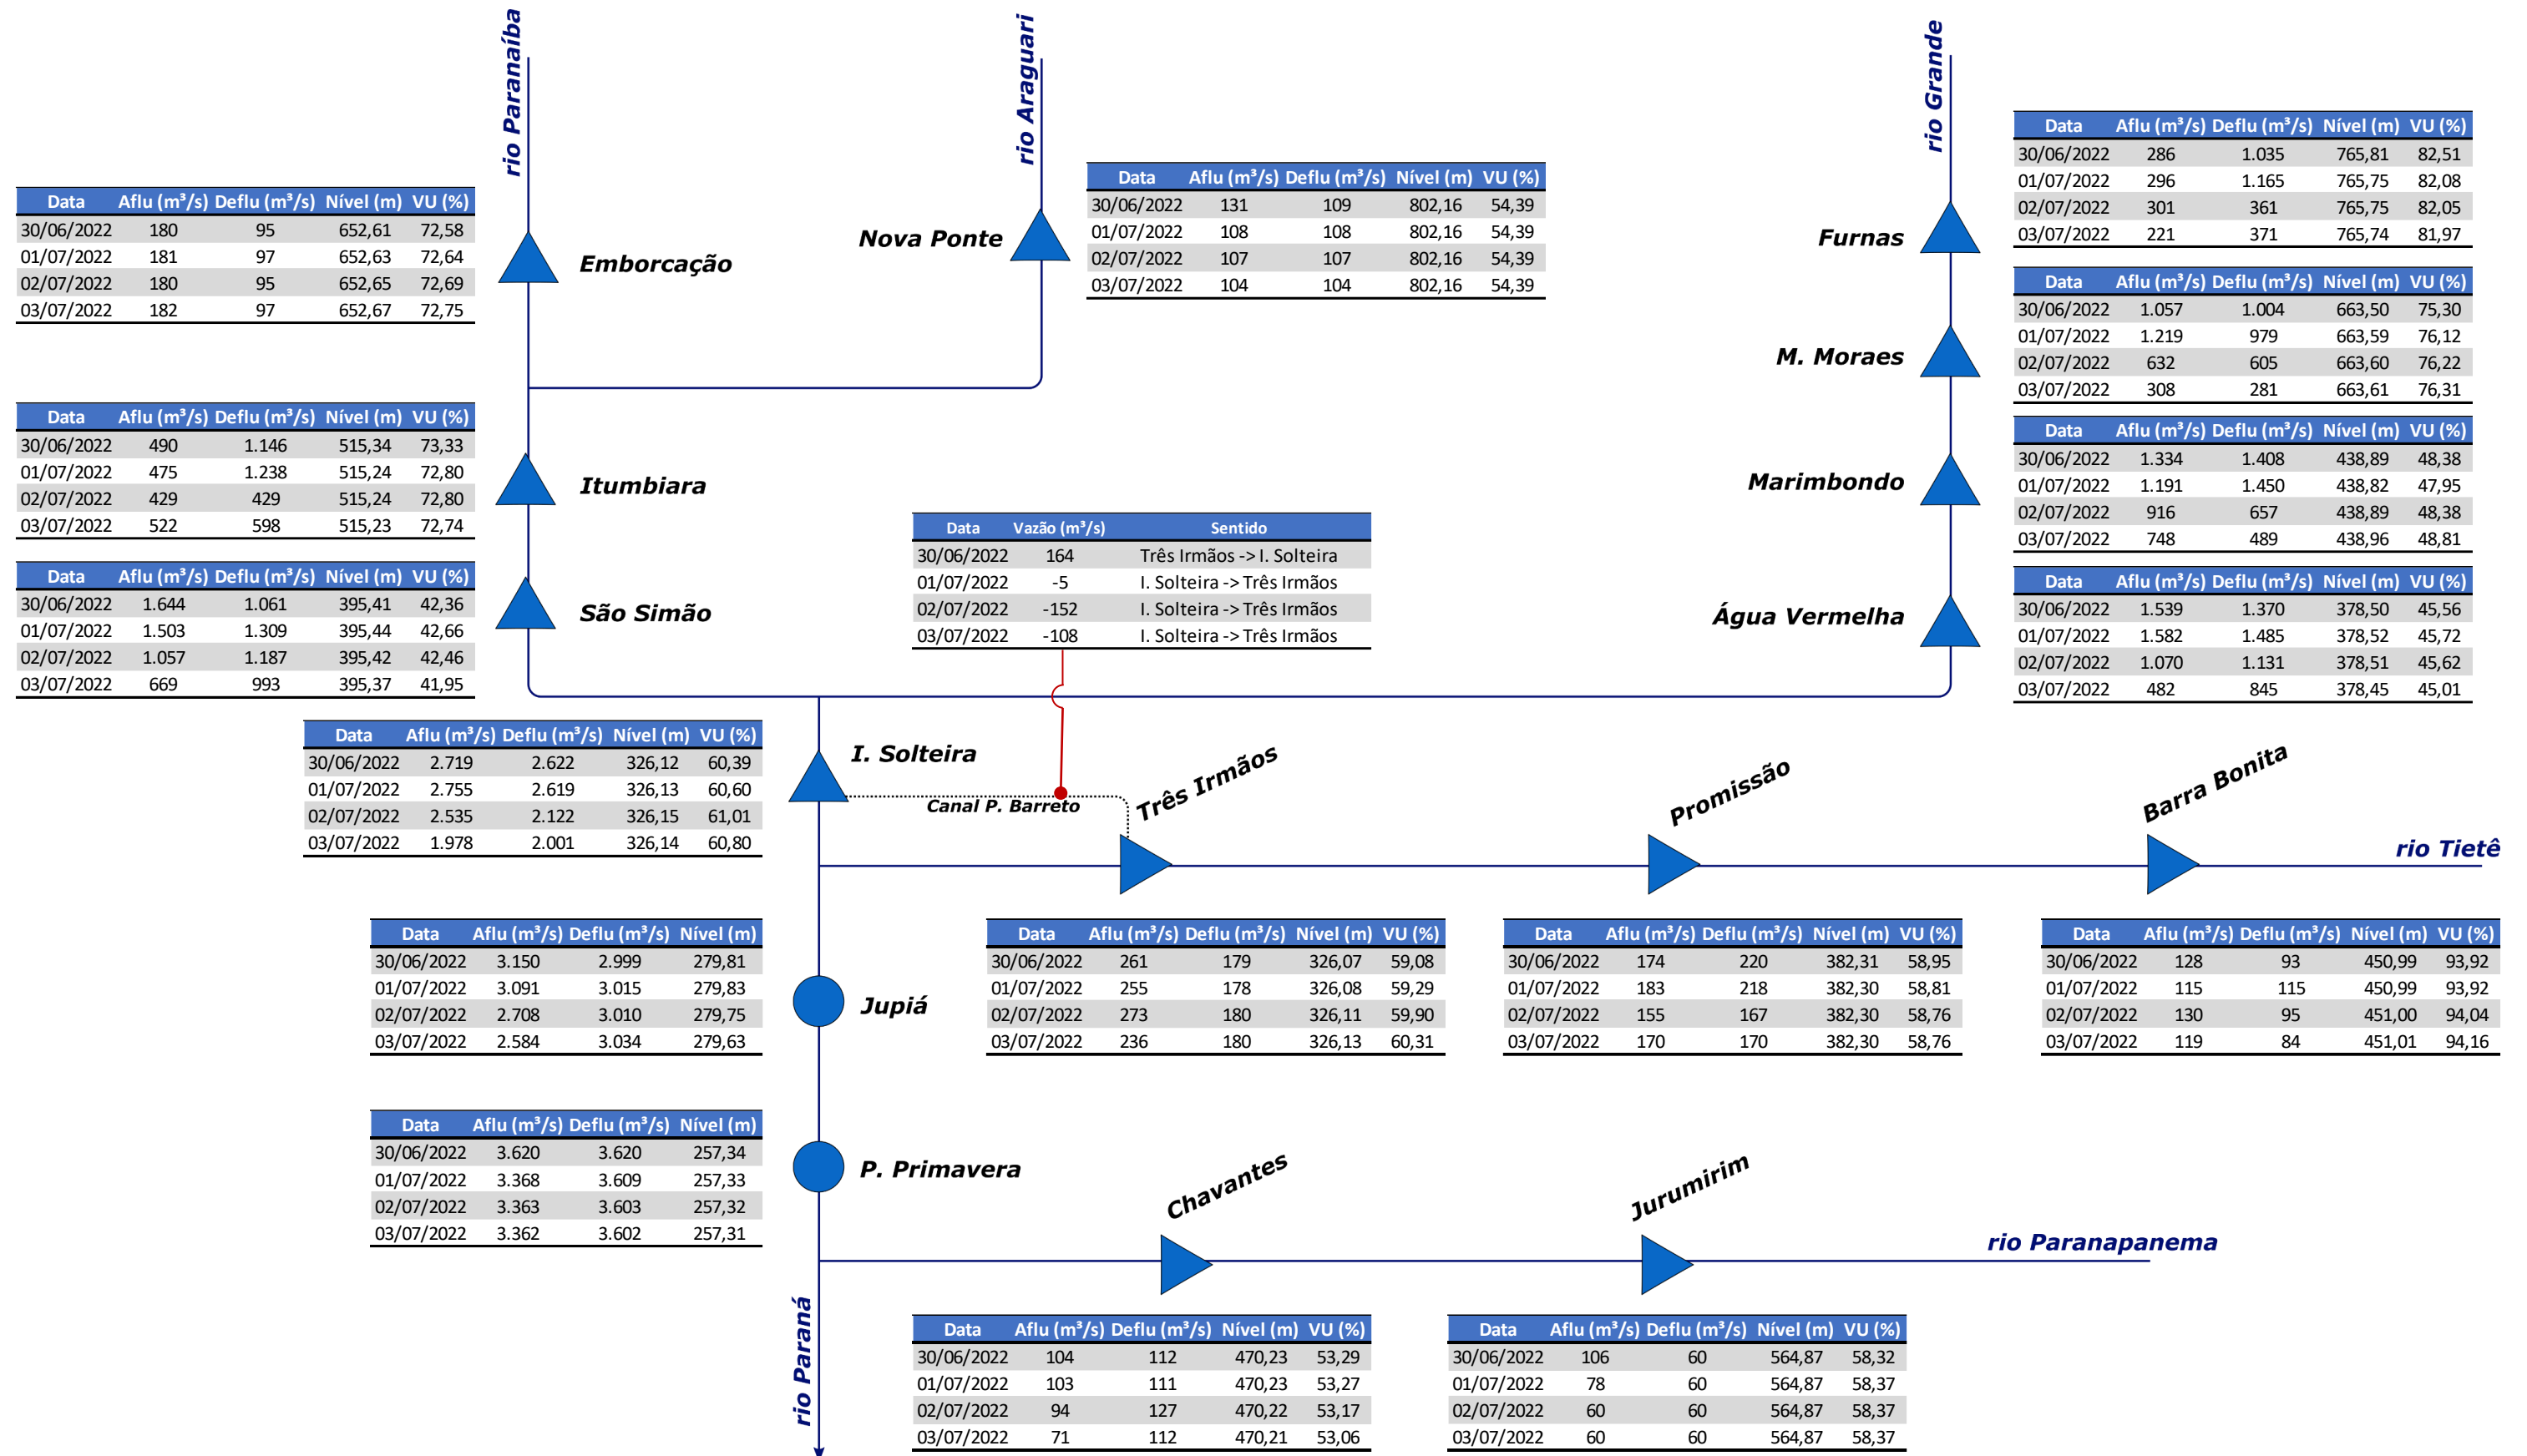 rio Paranaíba
rio Araguari
rio Grande
Data Aflu (m³/s) Deflu (m³/s) Nível (m) VU (%)
30/06/2022 180 95 652,61 72,58
01/07/2022 181 97 652,63 72,64
02/07/2022 180 95 652,65 72,69
03/07/2022 182 97 652,67 72,75
Emborcação
Nova Ponte
Data Aflu (m³/s) Deflu (m³/s) Nível (m) VU (%)
30/06/2022 131 109 802,16 54,39
01/07/2022 108 108 802,16 54,39
02/07/2022 107 107 802,16 54,39
03/07/2022 104 104 802,16 54,39
Furnas
Data Aflu (m³/s) Deflu (m³/s) Nível (m) VU (%)
30/06/2022 286 1.035 765,81 82,51
01/07/2022 296 1.165 765,75 82,08
02/07/2022 301 361 765,75 82,05
03/07/2022 221 371 765,74 81,97
M. Moraes
Data Aflu (m³/s) Deflu (m³/s) Nível (m) VU (%)
30/06/2022 1.057 1.004 663,50 75,30
01/07/2022 1.219 979 663,59 76,12
02/07/2022 632 605 663,60 76,22
03/07/2022 308 281 663,61 76,31
Data Aflu (m³/s) Deflu (m³/s) Nível (m) VU (%)
30/06/2022 490 1.146 515,34 73,33
01/07/2022 475 1.238 515,24 72,80
02/07/2022 429 429 515,24 72,80
03/07/2022 522 598 515,23 72,74
Itumbiara
Marimbondo
Data Aflu (m³/s) Deflu (m³/s) Nível (m) VU (%)
30/06/2022 1.334 1.408 438,89 48,38
01/07/2022 1.191 1.450 438,82 47,95
02/07/2022 916 657 438,89 48,38
03/07/2022 748 489 438,96 48,81
Data Vazão (m³/s) Sentido
30/06/2022 164 Três Irmãos -> I. Solteira
01/07/2022 -5 I. Solteira -> Três Irmãos
02/07/2022 -152 I. Solteira -> Três Irmãos
03/07/2022 -108 I. Solteira -> Três Irmãos
Data Aflu (m³/s) Deflu (m³/s) Nível (m) VU (%)
30/06/2022 1.644 1.061 395,41 42,36
01/07/2022 1.503 1.309 395,44 42,66
02/07/2022 1.057 1.187 395,42 42,46
03/07/2022 669 993 395,37 41,95
São Simão
Água Vermelha
Data Aflu (m³/s) Deflu (m³/s) Nível (m) VU (%)
30/06/2022 1.539 1.370 378,50 45,56
01/07/2022 1.582 1.485 378,52 45,72
02/07/2022 1.070 1.131 378,51 45,62
03/07/2022 482 845 378,45 45,01
Data Aflu (m³/s) Deflu (m³/s) Nível (m) VU (%)
30/06/2022 2.719 2.622 326,12 60,39
01/07/2022 2.755 2.619 326,13 60,60
02/07/2022 2.535 2.122 326,15 61,01
03/07/2022 1.978 2.001 326,14 60,80
I. Solteira
Canal P. Barreto
Três Irmãos
Promissão
Barra Bonita
rio Tietê
Data Aflu (m³/s) Deflu (m³/s) Nível (m)
30/06/2022 3.150 2.999 279,81
01/07/2022 3.091 3.015 279,83
02/07/2022 2.708 3.010 279,75
03/07/2022 2.584 3.034 279,63
Jupiá
Data Aflu (m³/s) Deflu (m³/s) Nível (m) VU (%)
30/06/2022 261 179 326,07 59,08
01/07/2022 255 178 326,08 59,29
02/07/2022 273 180 326,11 59,90
03/07/2022 236 180 326,13 60,31
Data Aflu (m³/s) Deflu (m³/s) Nível (m) VU (%)
30/06/2022 174 220 382,31 58,95
01/07/2022 183 218 382,30 58,81
02/07/2022 155 167 382,30 58,76
03/07/2022 170 170 382,30 58,76
Data Aflu (m³/s) Deflu (m³/s) Nível (m) VU (%)
30/06/2022 128 93 450,99 93,92
01/07/2022 115 115 450,99 93,92
02/07/2022 130 95 451,00 94,04
03/07/2022 119 84 451,01 94,16
Data Aflu (m³/s) Deflu (m³/s) Nível (m)
30/06/2022 3.620 3.620 257,34
01/07/2022 3.368 3.609 257,33
02/07/2022 3.363 3.603 257,32
03/07/2022 3.362 3.602 257,31
P. Primavera
Chavantes
Jurumirim
rio Paranapanema
rio Paraná
Data Aflu (m³/s) Deflu (m³/s) Nível (m) VU (%)
30/06/2022 104 112 470,23 53,29
01/07/2022 103 111 470,23 53,27
02/07/2022 94 127 470,22 53,17
03/07/2022 71 112 470,21 53,06
Data Aflu (m³/s) Deflu (m³/s) Nível (m) VU (%)
30/06/2022 106 60 564,87 58,32
01/07/2022 78 60 564,87 58,37
02/07/2022 60 60 564,87 58,37
03/07/2022 60 60 564,87 58,37